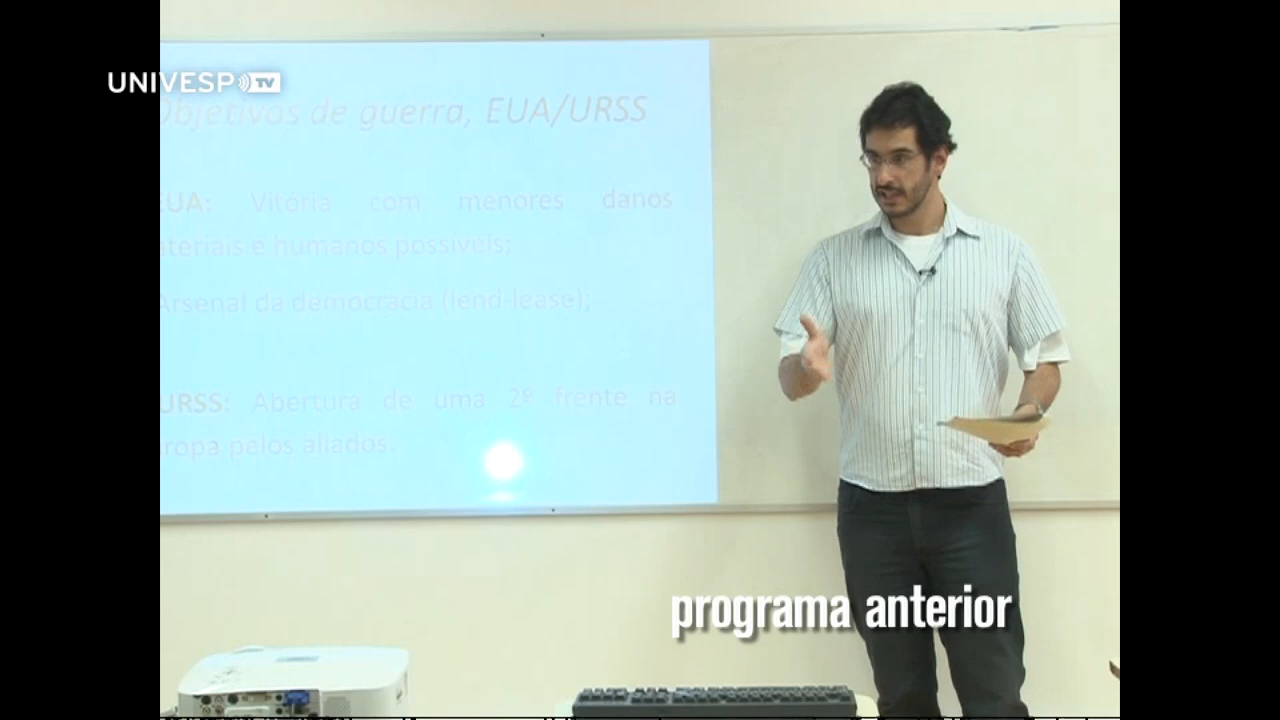 UNIVESP TV
Objetivos de guerra, EUA/URSS
EUA: Vitória com menores danos
materiais e humanos possíveis;
Arsenal da democracia (lend-lease);
URSS: Abertura de uma 2ª frente na
Europa pelos aliados.
programa anterior